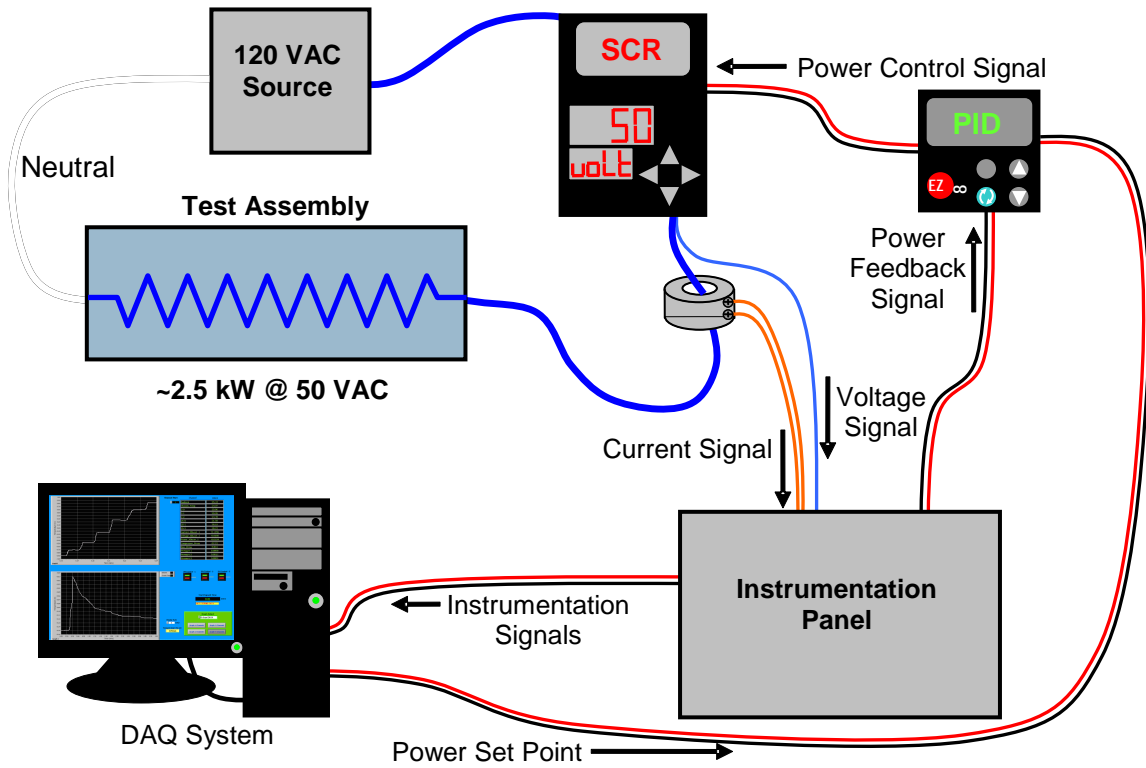 120 VAC
Source
SCR
50
volt
Power Control Signal
PID
EZ
Neutral
Test Assembly
Power
Feedback
Signal
~2.5 kW @ 50 VAC
Voltage
Signal
Current Signal
Instrumentation
Panel
Instrumentation
Signals
DAQ System
Power Set Point